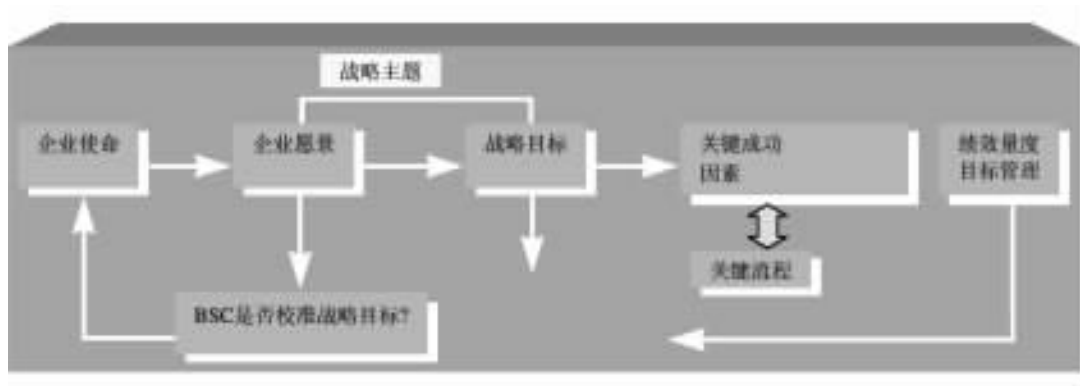 战略主题
企业使命
企业愿景
战略目标
关键成功
因素
绩效量度
目标管理
关键流程
BSC是否校准战略目标?